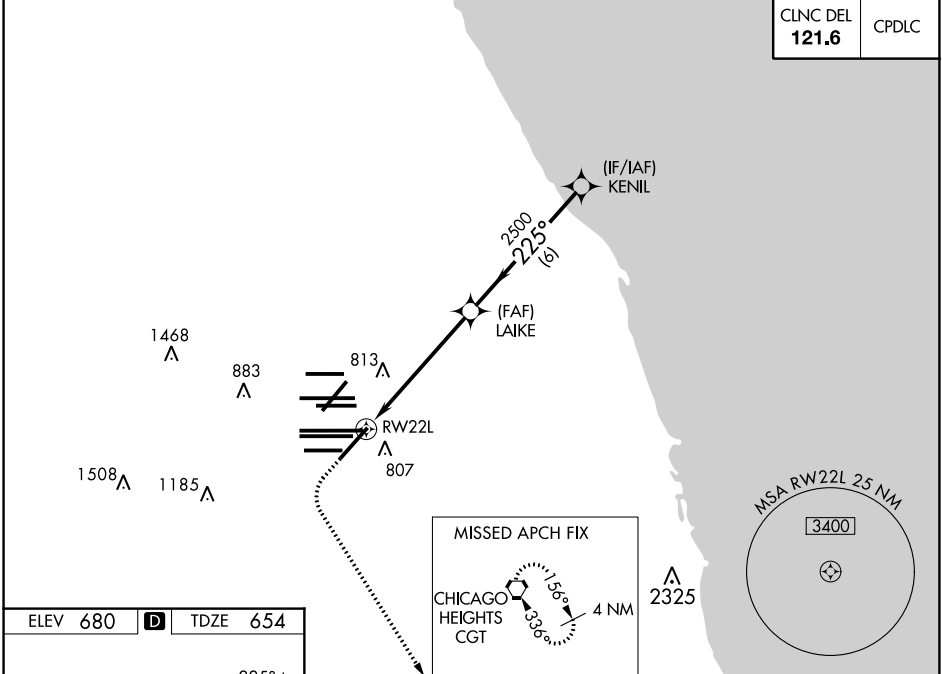 CLNC DEL
121.6
CPDLC
(IF/IAF)
KENIL
2500
225°
(6)
(FAF)
LAIKE
1468
883
813
RW22L
807
1508
1185
MSA RW22L 25 NM
3400
MISSED APCH FIX
CHICAGO
HEIGHTS
CGT
156°
336°
4 NM
2325
ELEV 680
D
TDZE 654